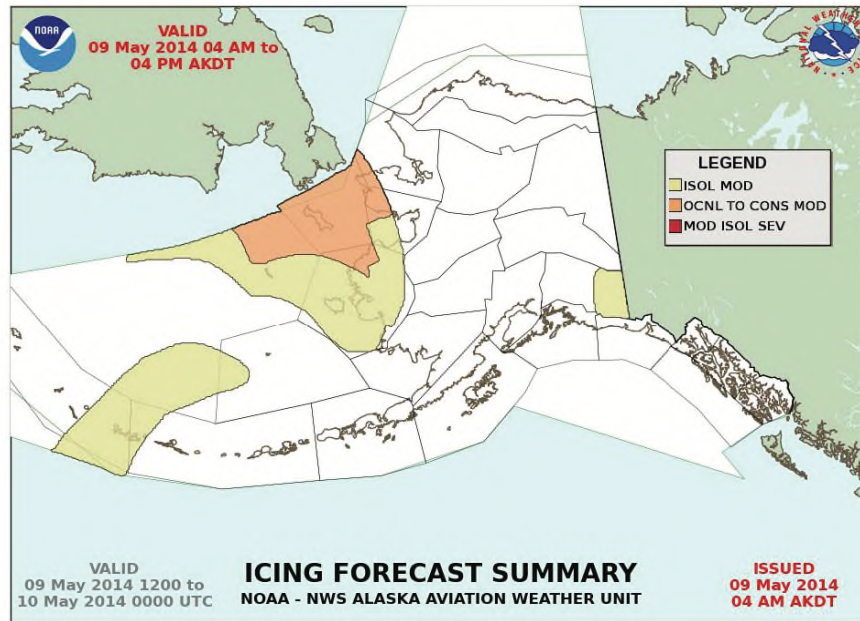 NOAA
VALID
09 May 2014 04 AM to
04 PM AKDT
NATIONAL WEATHER
LEGEND
ISOL MOD
OCNL TO CONS MOD
MOD ISOL SEV
VALID
09 May 2014 1200 to
10 May 2014 0000 UTC
ICING FORECAST SUMMARY
NOAA - NWS ALASKA AVIATION WEATHER UNIT
ISSUED
09 May 2014
04 AM AKDT